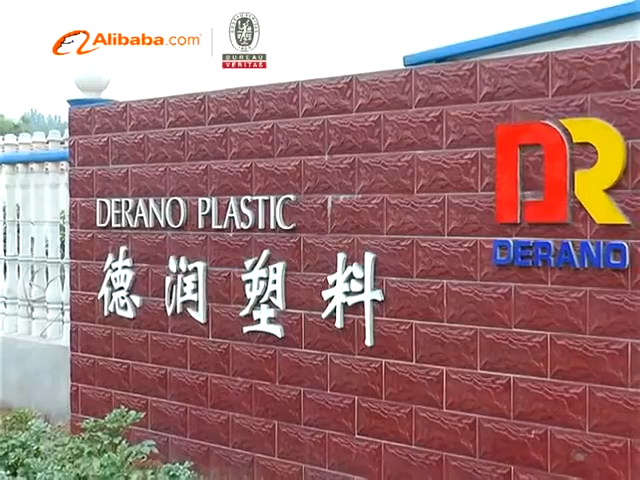 Alibaba.com
BUREAU
VERITAS
DERANO PLASTIC
德润塑料
DR
DERANO